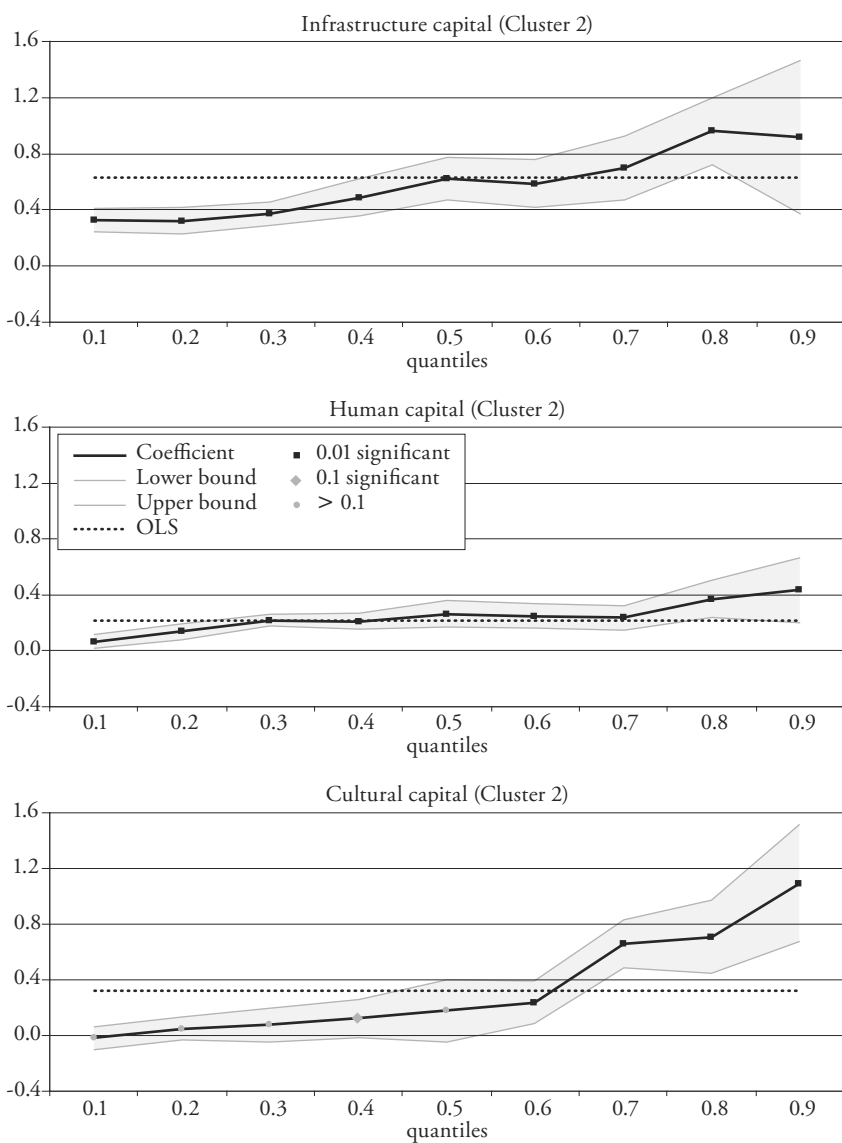 Infrastructure capital (Cluster 2)
1.6
1.2
0.8
0.4
0.0
-0.4
0.1 0.2 0.3 0.4 0.5 0.6 0.7 0.8 0.9
quantiles
Human capital (Cluster 2)
1.6
Coefficient 0.01 significant
1.2
Lower bound 0.1 significant
Upper bound > 0.1
OLS
0.8
0.4
0.0
-0.4
0.1 0.2 0.3 0.4 0.5 0.6 0.7 0.8 0.9
quantiles
Cultural capital (Cluster 2)
1.6
1.2
0.8
0.4
0.0
-0.4
0.1 0.2 0.3 0.4 0.5 0.6 0.7 0.8 0.9
quantiles